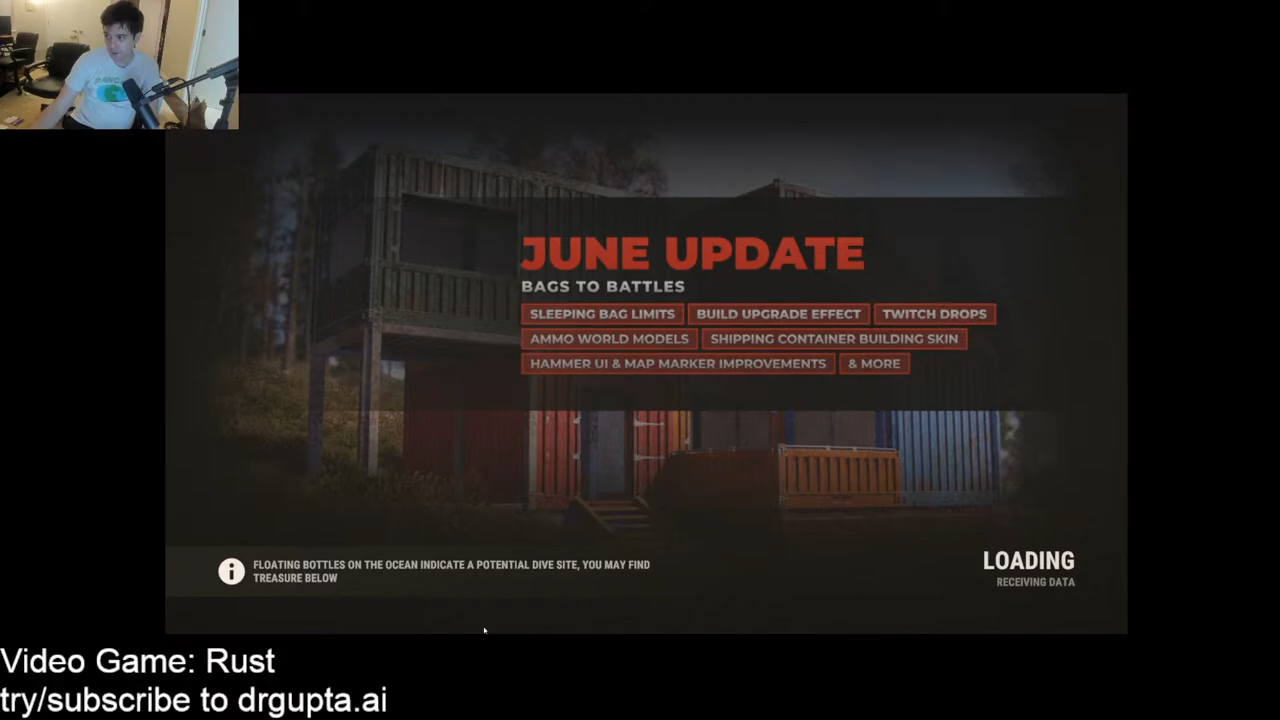 JUNE UPDATE
BAGS TO BATTLES
SLEEPING BAG LIMITS BUILD UPGRADE EFFECT TWITCH DROPS
AMMO WORLD MODELS SHIPPING CONTAINER BUILDING SKIN
HAMMER UI & MAP MARKER IMPROVEMENTS & MORE
FLOATING BOTTLES ON THE OCEAN INDICATE A POTENTIAL DIVE SITE, YOU MAY FIND
TREASURE BELOW
LOADING
RECEIVING DATA
Video Game: Rust
try/subscribe to drgupta.ai